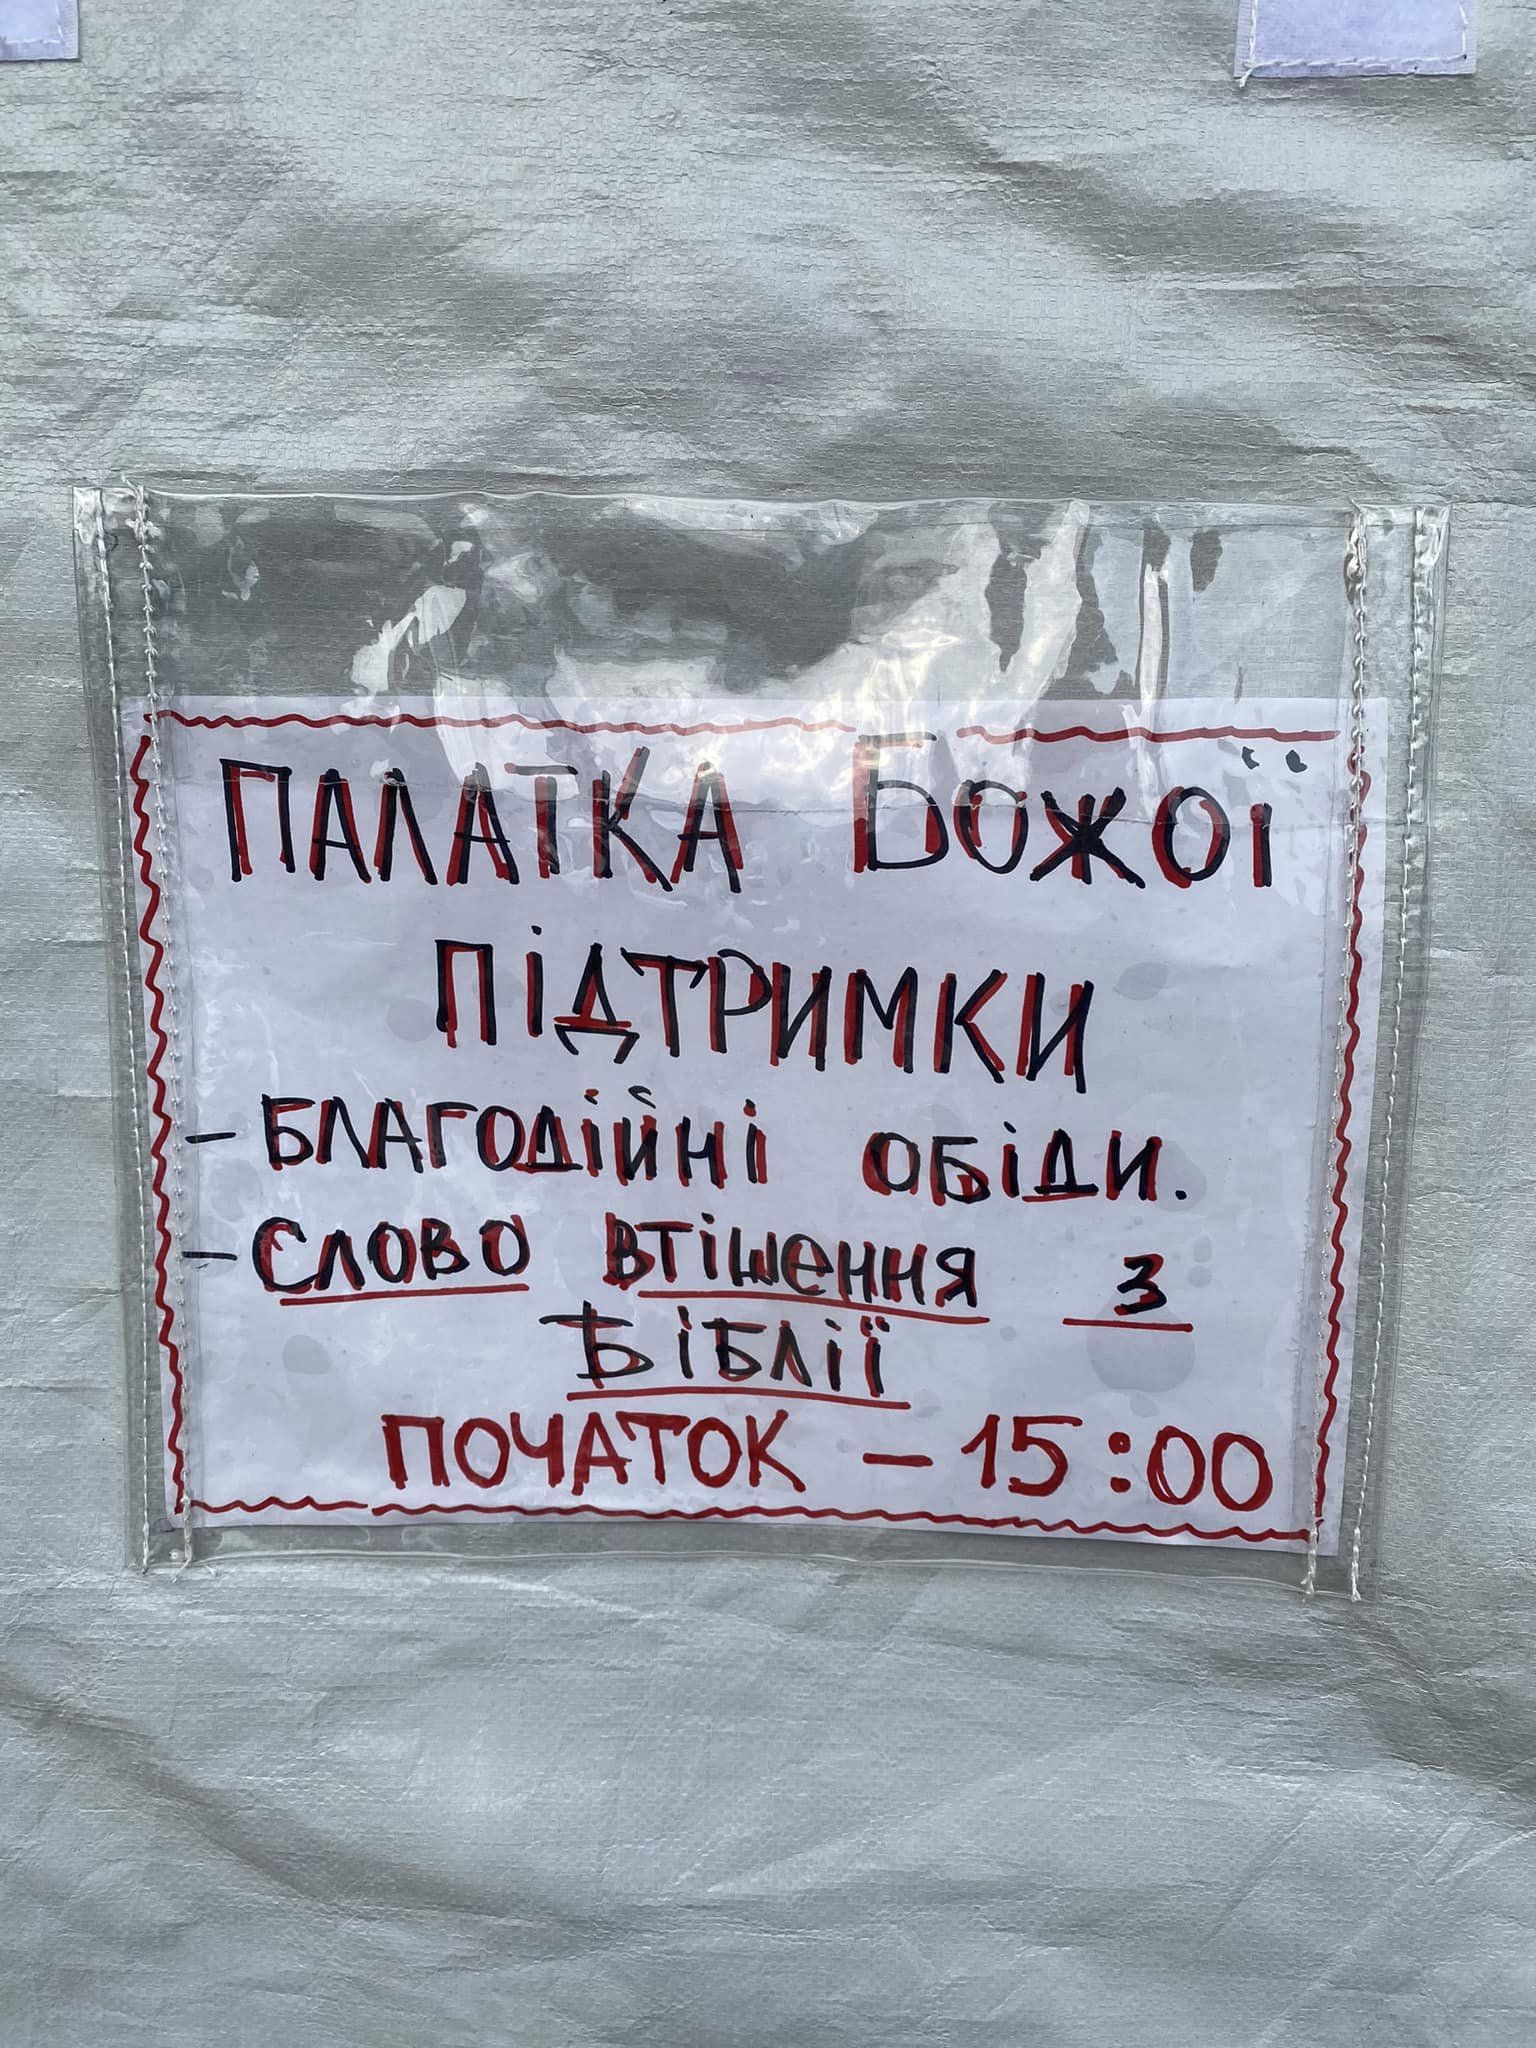 ПАЛАТКА БОЖОЇ
ПІДТРИМКИ
- БЛАГОДІЙНІ ОБІДИ.
- СЛОВО ВТІШЕННЯ З
БІБЛІЇ
ПОЧАТОК - 15:00